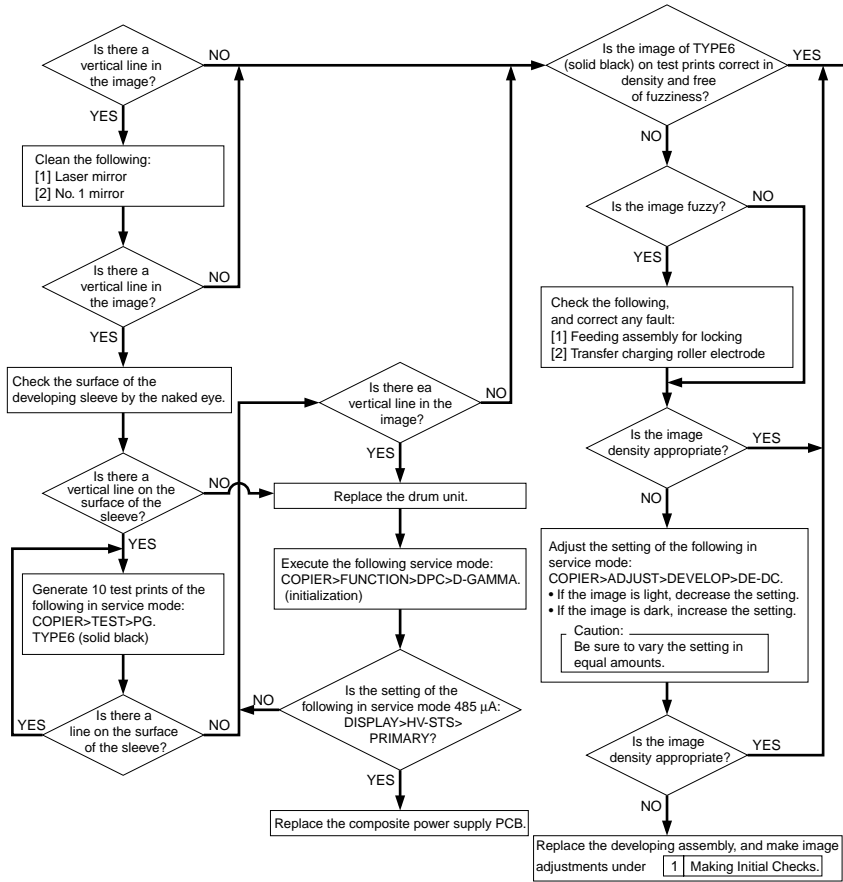 Is there a
vertical line in
the image?
NO
YES
Clean the following:
[1] Laser mirror
[2] No. 1 mirror
Is there a
vertical line in
the image?
NO
YES
Check the surface of the
developing sleeve by the naked eye.
Is there a
vertical line on the
surface of the
sleeve?
NO
YES
Generate 10 test prints of the
following in service mode:
COPIER>TEST>PG.
TYPE6 (solid black)
Is there a
line on the surface
of the sleeve?
YES
NO
Is there ea
vertical line in the
image?
NO
YES
Replace the drum unit.
Execute the following service mode:
COPIER>FUNCTION>DPC>D-GAMMA.
(initialization)
Is the setting of the
following in service mode 485 µA:
DISPLAY>HV-STS>
PRIMARY?
NO
YES
Replace the composite power supply PCB.
Is the image of TYPE6
(solid black) on test prints correct in
density and free
of fuzziness?
YES
NO
Is the image fuzzy?
NO
YES
Check the following,
and correct any fault:
[1] Feeding assembly for locking
[2] Transfer charging roller electrode
Is the image
density appropriate?
YES
NO
Adjust the setting of the following in
service mode:
COPIER>ADJUST>DEVELOP>DE-DC.
• If the image is light, decrease the setting.
• If the image is dark, increase the setting.
Caution:
Be sure to vary the setting in
equal amounts.
Is the image
density appropriate?
YES
NO
Replace the developing assembly, and make image
adjustments under 1 Making Initial Checks.